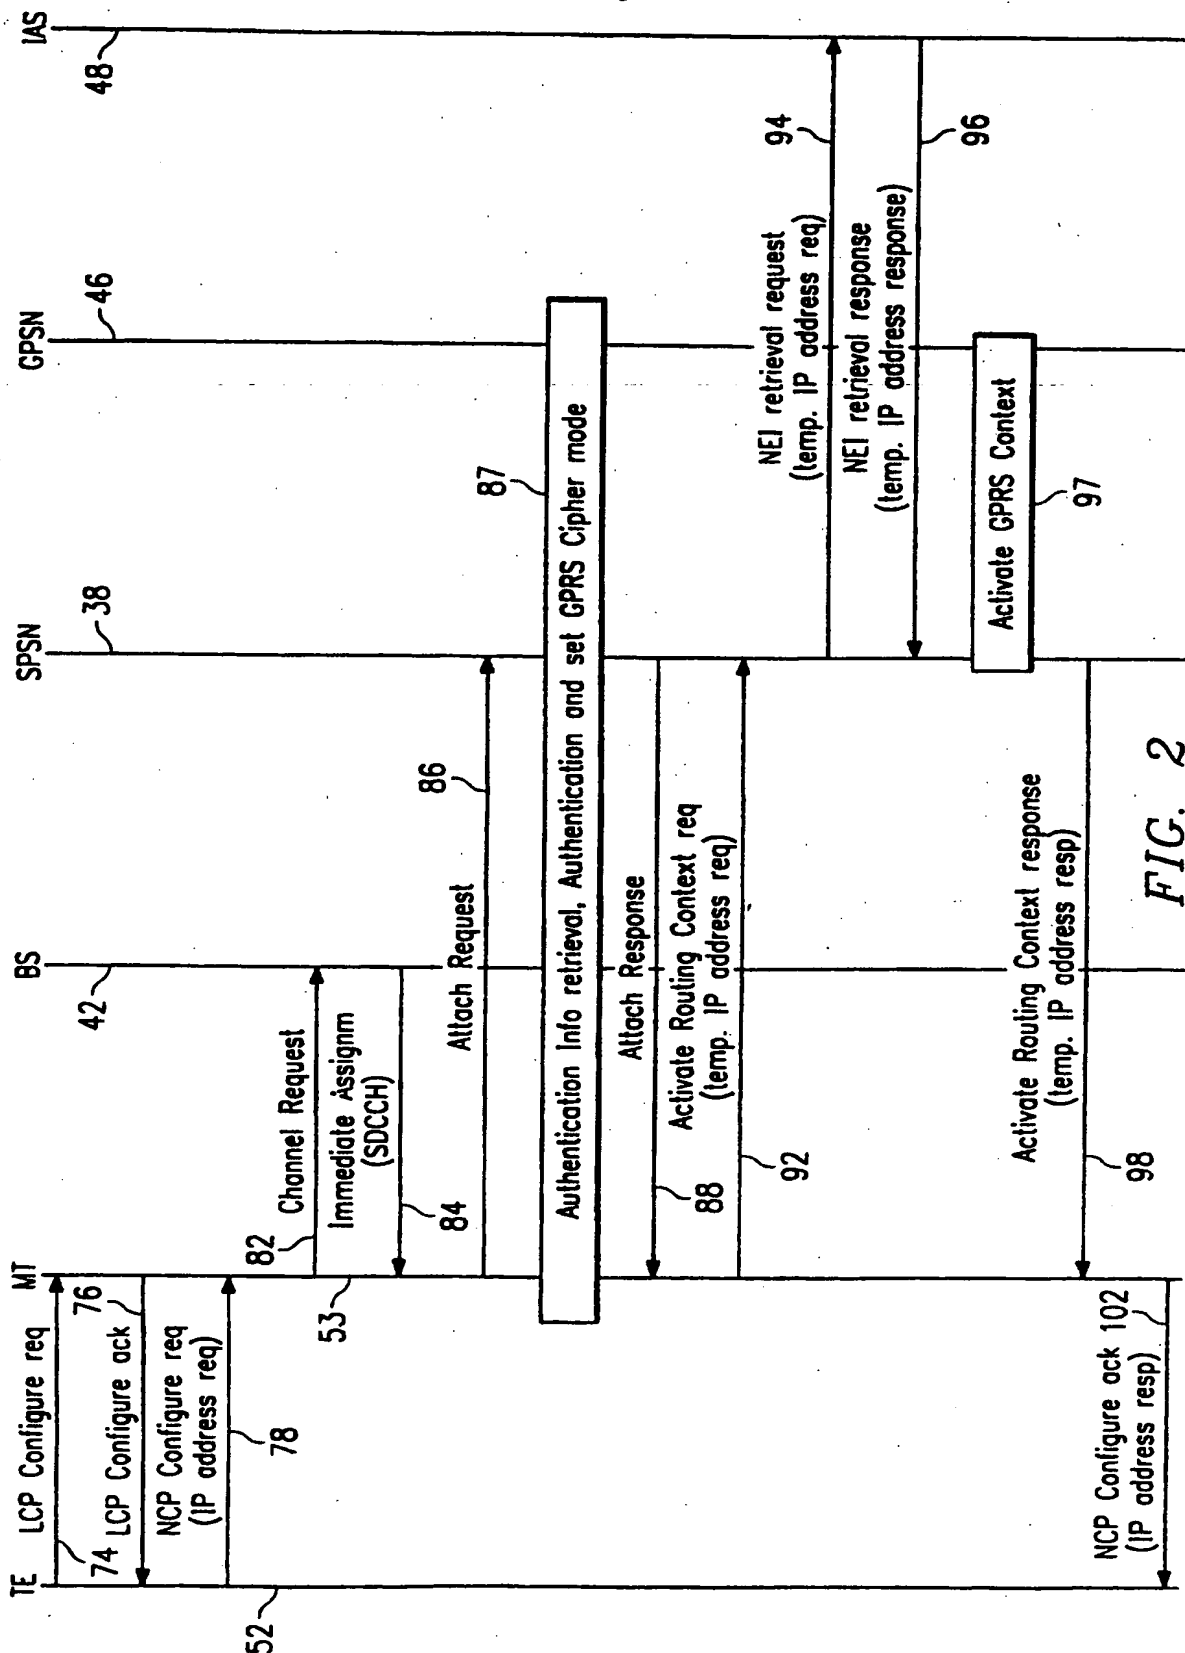 TE
MT
BS
SPSN
GPSN
IAS
52
53
42
38
46
48
LCP Configure req
74
76
LCP Configure ack
NCP Configure req
(IP address req)
78
82
Channel Request
Immediate Assignm
(SDCCH)
84
Attach Request
86
87
Authentication Info retrieval, Authentication and set GPRS Cipher mode
Attach Response
88
Activate Routing Context req
(temp. IP address req)
92
NEI retrieval request
(temp. IP address req)
94
NEI retrieval response
(temp. IP address response)
96
Activate GPRS Context
97
Activate Routing Context response
(temp. IP address resp)
98
NCP Configure ack 102
(IP address resp)
FIG. 2